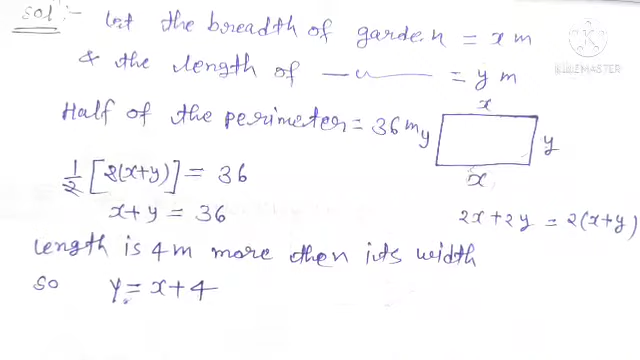 Sol :- let the breadth of garden = x m
& the length of —〃— = y m
Half of the perimeter = 36 m
x
y
y
x
1/2 [2(x+y)] = 36
x+y = 36
2x+2y = 2(x+y)
length is 4 m more then its width
so y = x+4
KINEMASTER